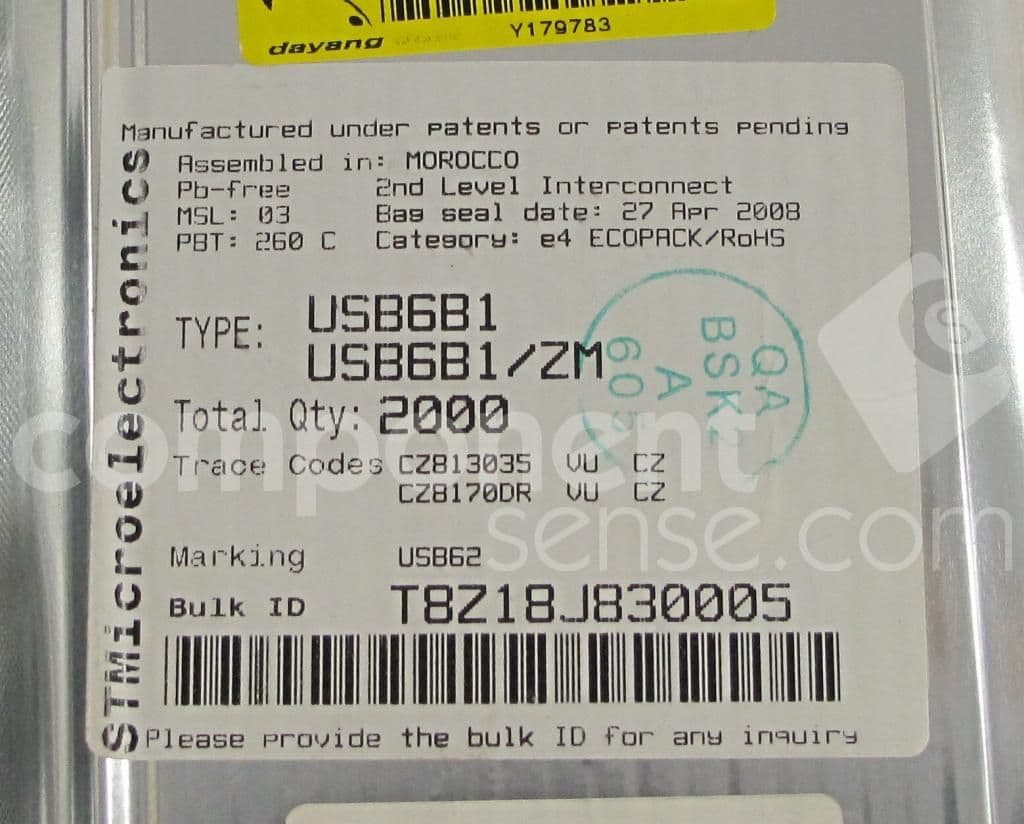 dayang
Y179783
Manufactured under patents or patents pending
Assembled in: MOROCCO
Pb-free 2nd Level Interconnect
MSL: 03 Bag seal date: 27 Apr 2008
PBT: 260 C Category: e4 ECOPACK/RoHS
STMicroelectronics
TYPE: USB6B1
USB6B1/ZM
QA
BSK
A
605
Total Qty: 2000
Trace Codes CZ813035 VU CZ
CZ8170DR VU CZ
component
sense.com
Marking USB62
Bulk ID T8Z18J830005
Please provide the bulk ID for any inquiry